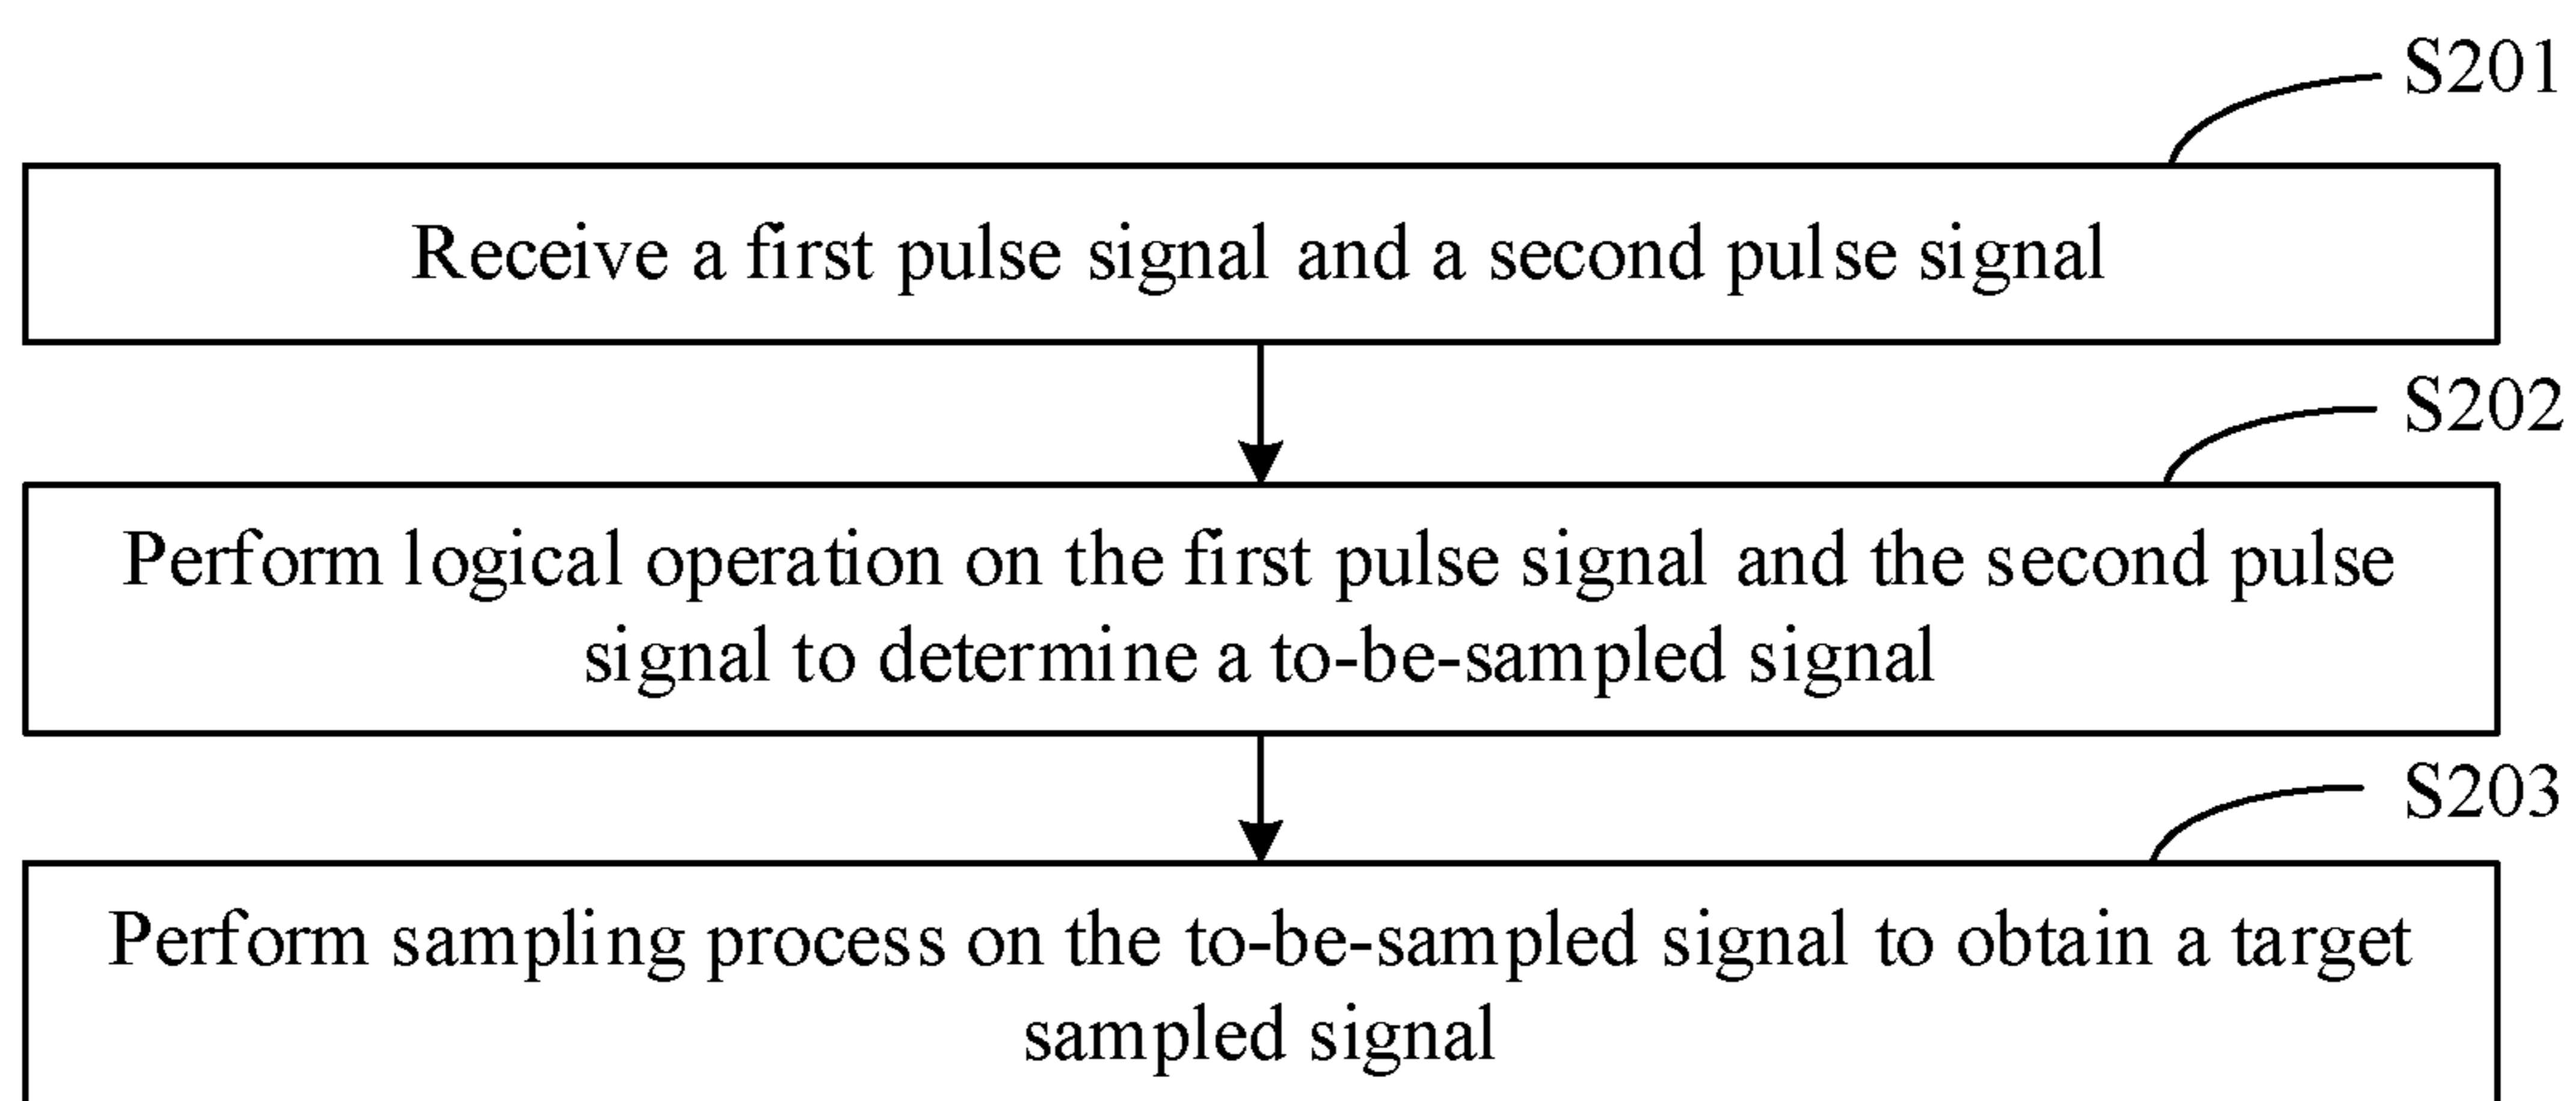 S201
Receive a first pulse signal and a second pulse signal
S202
Perform logical operation on the first pulse signal and the second pulse
signal to determine a to-be-sampled signal
S203
Perform sampling process on the to-be-sampled signal to obtain a target
sampled signal